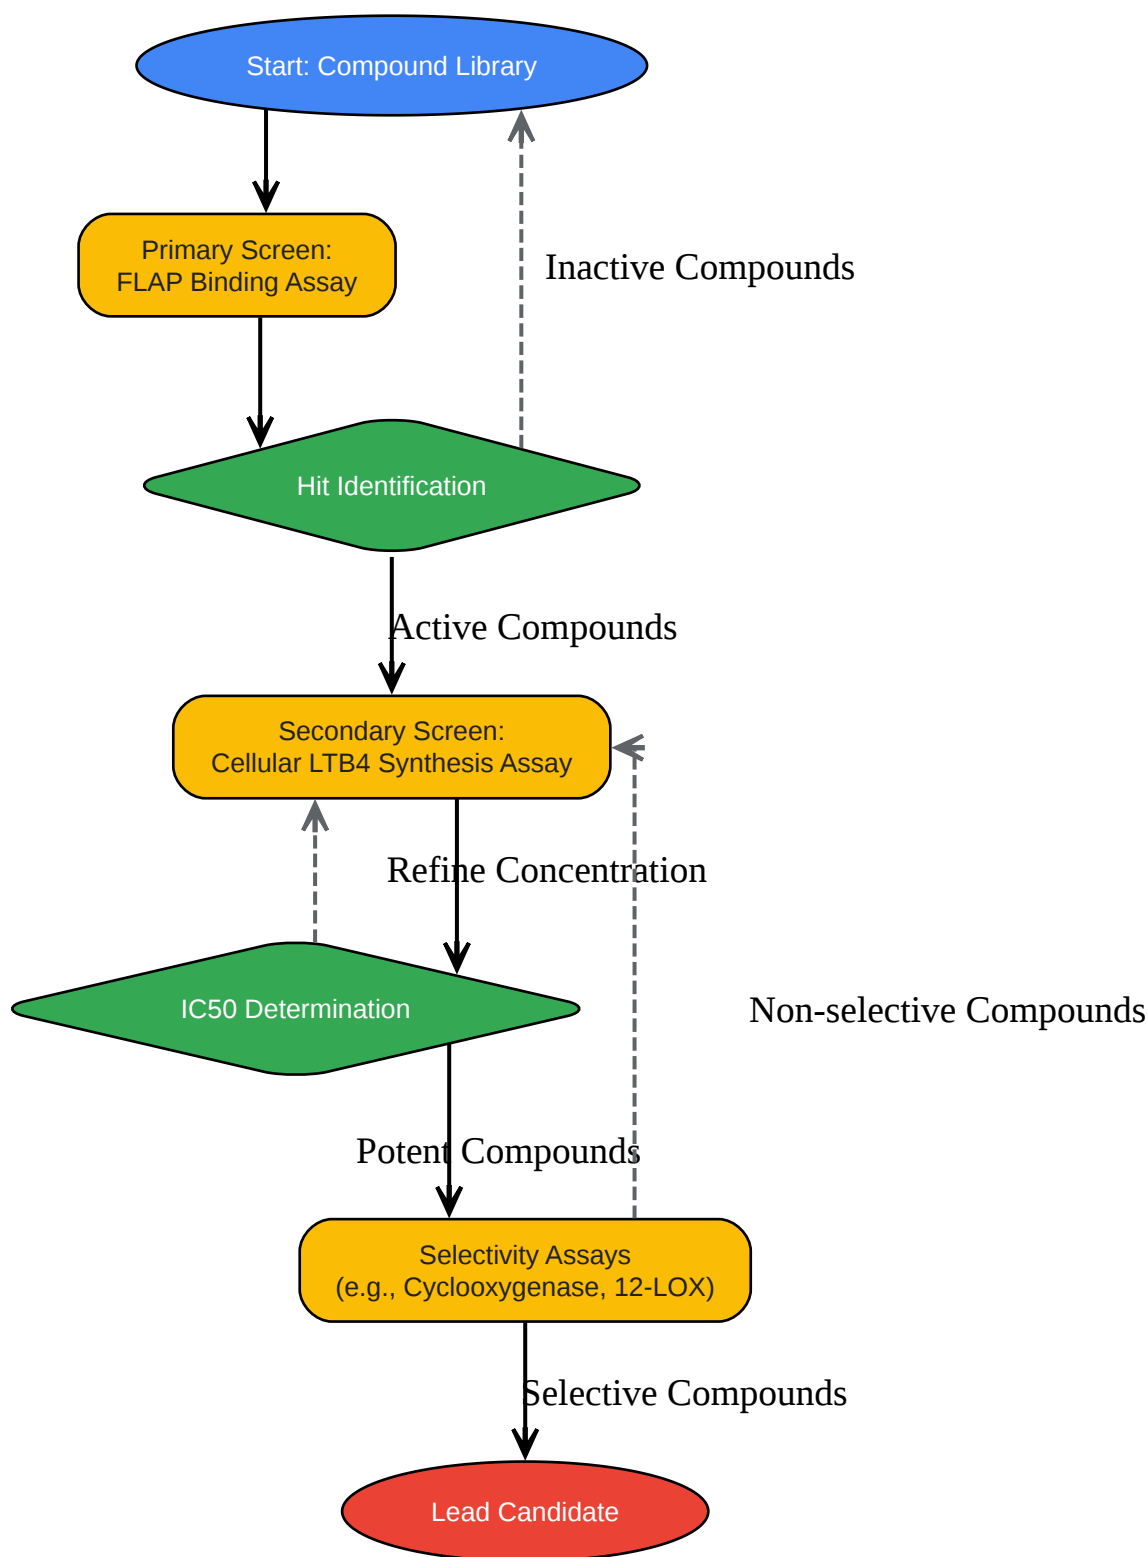 Start: Compound Library
Primary Screen:
FLAP Binding Assay
Inactive Compounds
Hit Identification
Active Compounds
Secondary Screen:
Cellular LTB4 Synthesis Assay
Refine Concentration
IC50 Determination
Non-selective Compounds
Potent Compounds
Selectivity Assays
(e.g., Cyclooxygenase, 12-LOX)
Selective Compounds
Lead Candidate